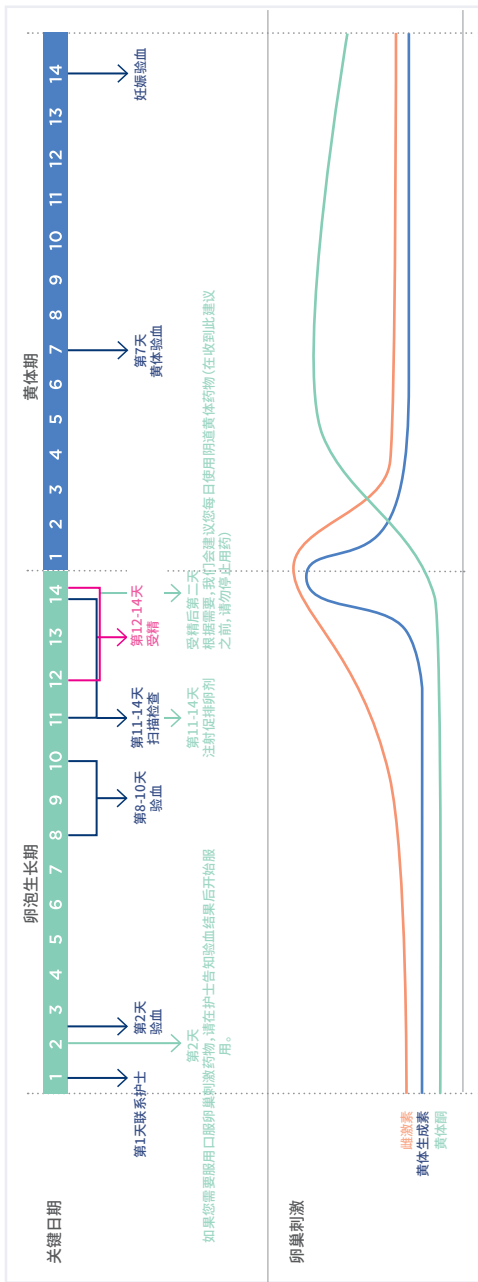 卵泡生长期
黄体期
关键日期
1 2 3 4 5 6 7 8 9 10 11 12 13 14
1 2 3 4 5 6 7 8 9 10 11 12 13 14
第1天联系护士
第2天
验血
第8-10天
验血
第11-14天
扫描检查
第12-14天
受精
第7天
黄体验血
妊娠验血
第2天
如果您需要服用口服卵巢刺激药物,请在护士告知验血结果后开始服
用。
第11-14天
注射促排卵剂
受精后第二天
根据需要,我们会建议您每日使用阴道黄体药物(在收到此建议
之前,请勿停止用药)
卵巢刺激
雌激素
黄体生成素
黄体酮